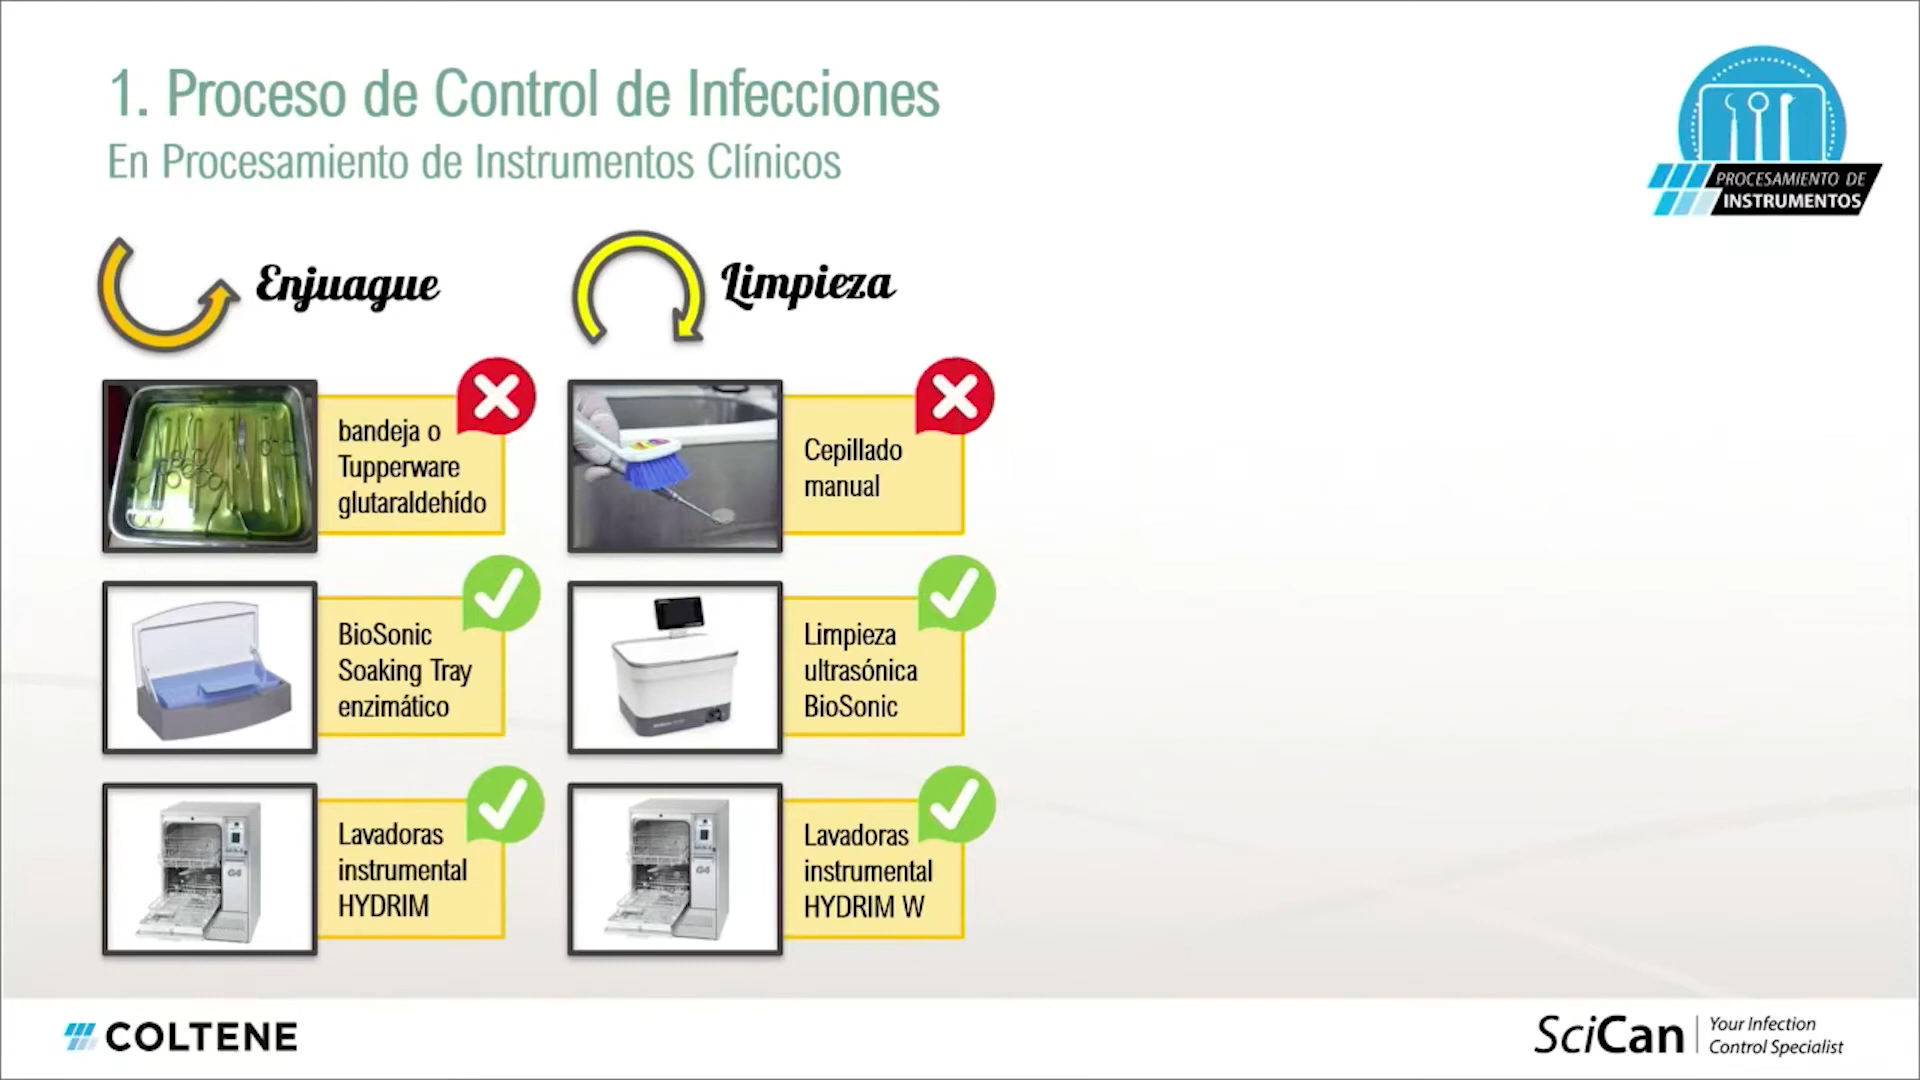 1. Proceso de Control de Infecciones
En Procesamiento de Instrumentos Clínicos
PROCESAMIENTO DE
INSTRUMENTOS
Enjuague
bandeja o
Tupperware
glutaraldehído
BioSonic
Soaking Tray
enzimático
Lavadoras
instrumental
HYDRIM
G4
Limpieza
Cepillado
manual
Limpieza
ultrasónica
BioSonic
Lavadoras
instrumental
HYDRIM W
G4
COLTENE
SciCan
Your Infection
Control Specialist